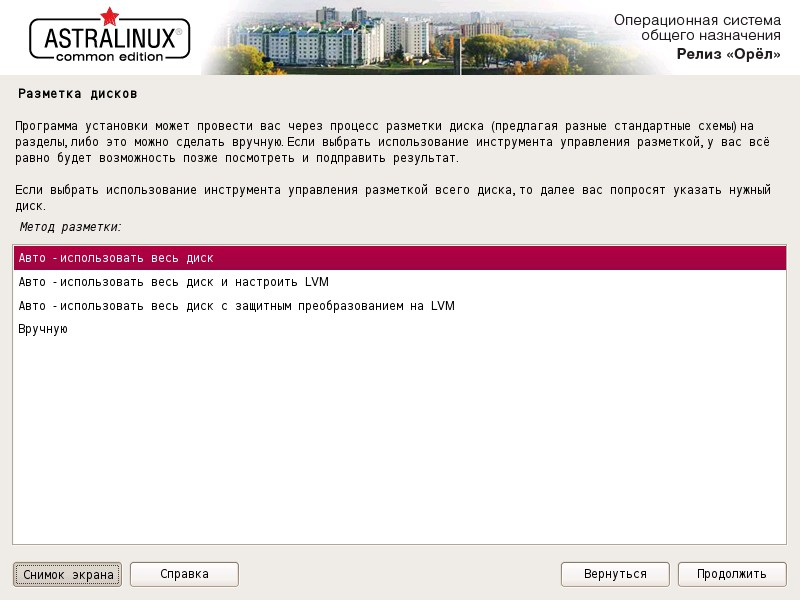 ASTRALINUX®
common edition
Операционная система
общего назначения
Релиз «Орёл»
Разметка дисков
Программа установки может провести вас через процесс разметки диска (предлагая разные стандартные схемы) на
разделы, либо это можно сделать вручную. Если выбрать использование инструмента управления разметкой, у вас всё
равно будет возможность позже посмотреть и подправить результат.
Если выбрать использование инструмента управления разметкой всего диска, то далее вас попросят указать нужный
диск.
Метод разметки:
Авто - использовать весь диск
Авто - использовать весь диск и настроить LVM
Авто - использовать весь диск с защитным преобразованием на LVM
Вручную
Снимок экрана
Справка
Вернуться
Продолжить